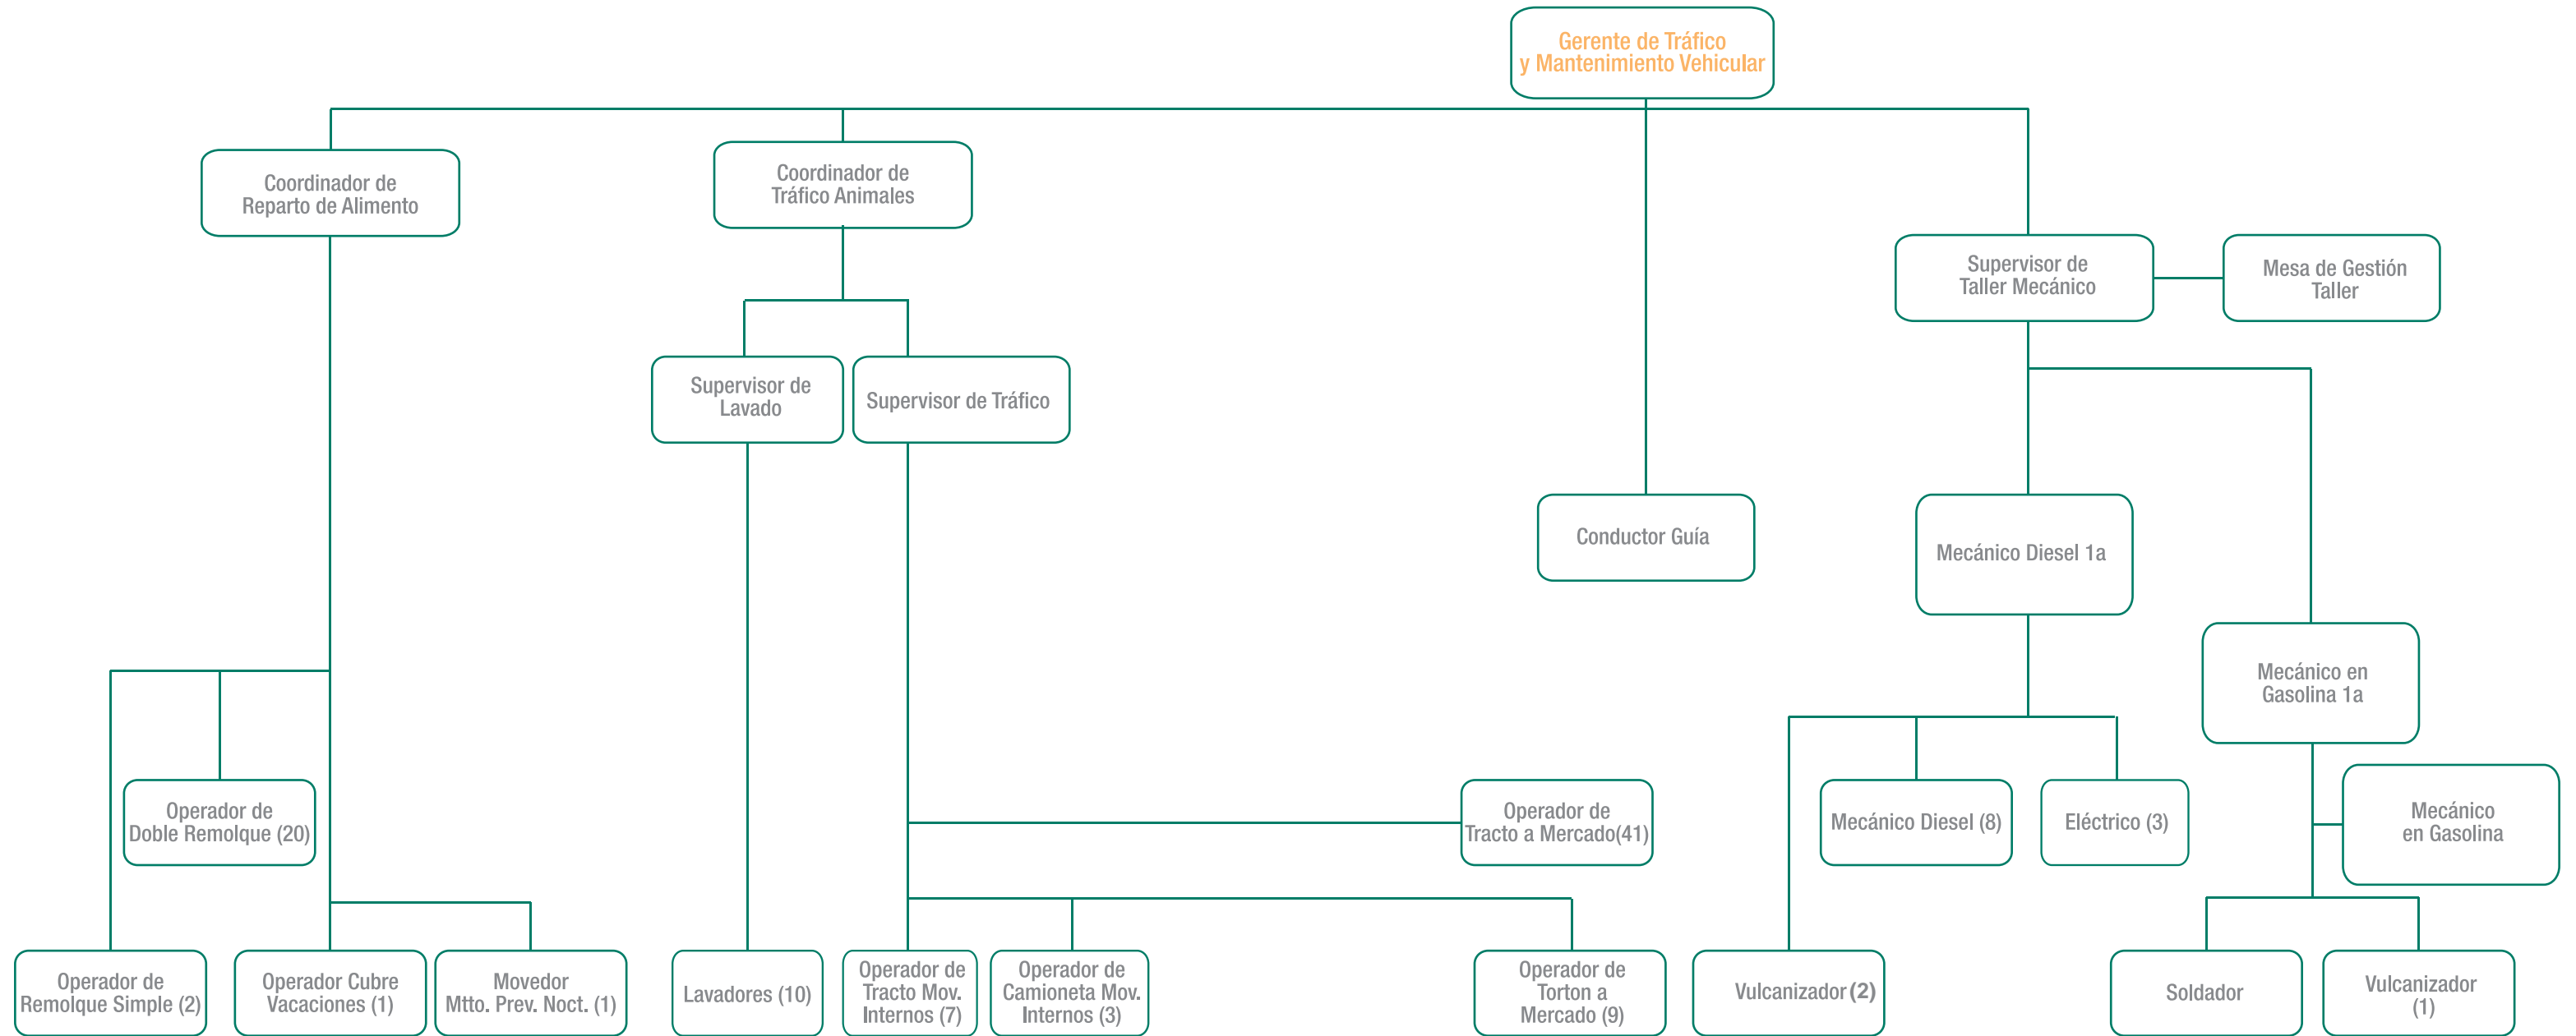 Gerente de Tráfico
y Mantenimiento Vehicular
Coordinador de
Reparto de Alimento
Coordinador de
Tráfico Animales
Supervisor de
Taller Mecánico
Mesa de Gestión
Taller
Supervisor de
Lavado
Supervisor de Tráfico
Conductor Guía
Mecánico Diesel 1a
Mecánico en
Gasolina 1a
Operador de
Doble Remolque (20)
Operador de
Tracto a Mercado(41)
Mecánico Diesel (8)
Eléctrico (3)
Mecánico
en Gasolina
Operador de
Remolque Simple (2)
Operador Cubre
Vacaciones (1)
Movedor
Mtto. Prev. Noct. (1)
Lavadores (10)
Operador de
Tracto Mov.
Internos (7)
Operador de
Camioneta Mov.
Internos (3)
Operador de
Torton a
Mercado (9)
Vulcanizador (2)
Soldador
Vulcanizador
(1)